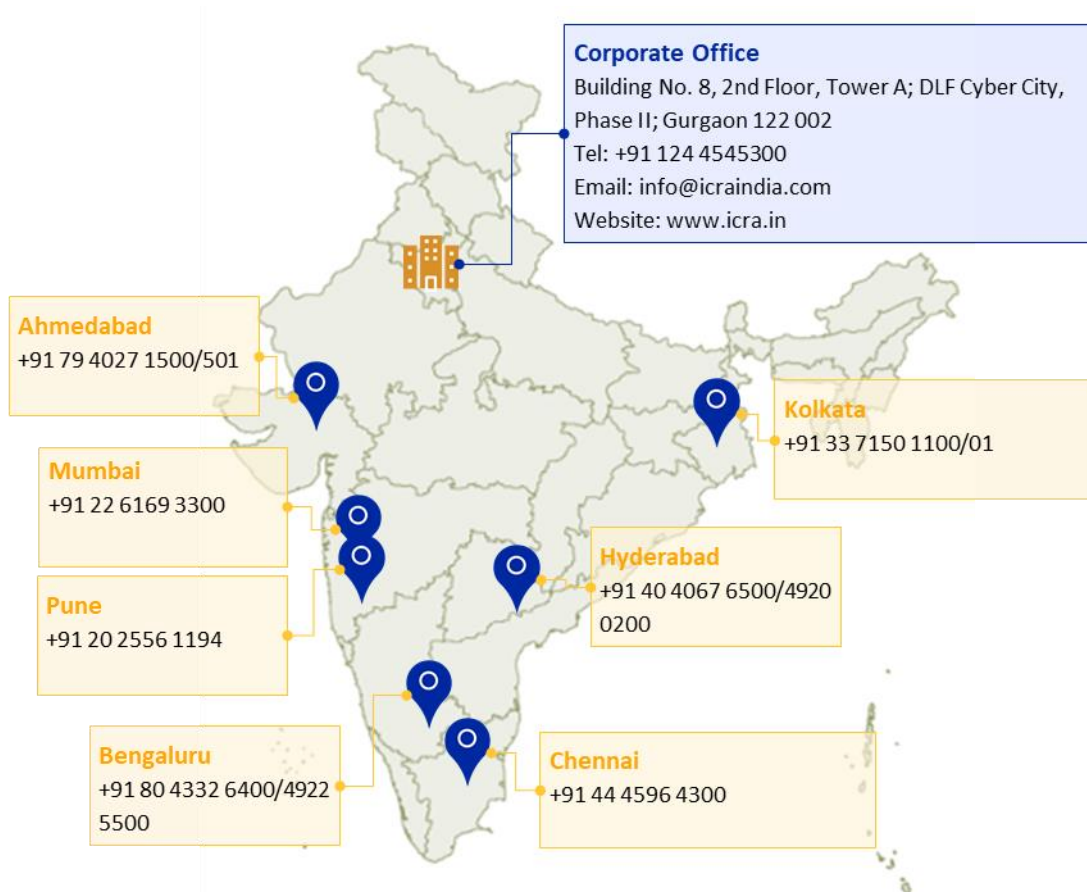 Corporate Office
Building No. 8, 2nd Floor, Tower A; DLF Cyber City,
Phase II; Gurgaon 122 002
Tel: +91 124 4545300
Email: info@icraindia.com
Website: www.icra.in
Ahmedabad
+91 79 4027 1500/501
Kolkata
+91 33 7150 1100/01
Mumbai
+91 22 6169 3300
Hyderabad
+91 40 4067 6500/4920
0200
Pune
+91 20 2556 1194
Bengaluru
+91 80 4332 6400/4922
5500
Chennai
+91 44 4596 4300